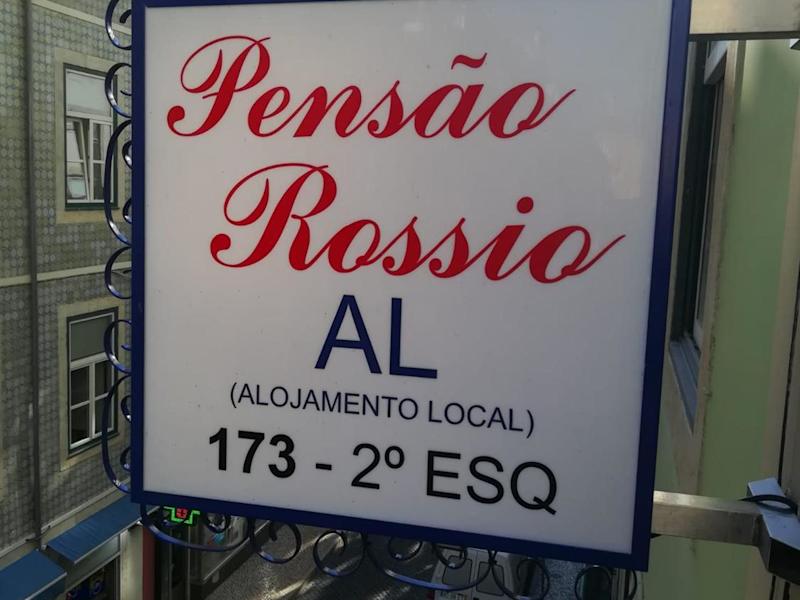 Pensão
Rossio
AL
(ALOJAMENTO LOCAL)
173 - 2º ESQ